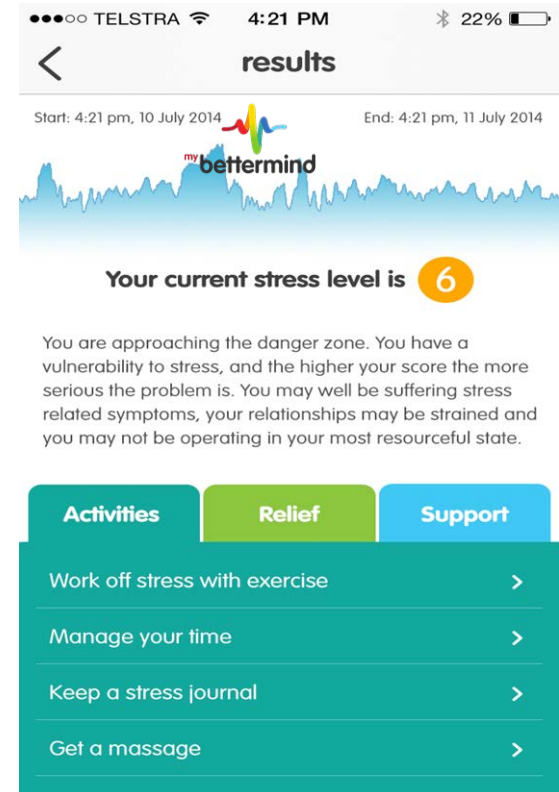 TELSTRA 4:21 PM 22%
results
Start: 4:21 pm, 10 July 2014 End: 4:21 pm, 11 July 2014
my bettermind
Your current stress level is 6
You are approaching the danger zone. You have a
vulnerability to stress, and the higher your score the more
serious the problem is. You may well be suffering stress
related symptoms, your relationships may be strained and
you may not be operating in your most resourceful state.
Activities Relief Support
Work off stress with exercise
Manage your time
Keep a stress journal
Get a massage